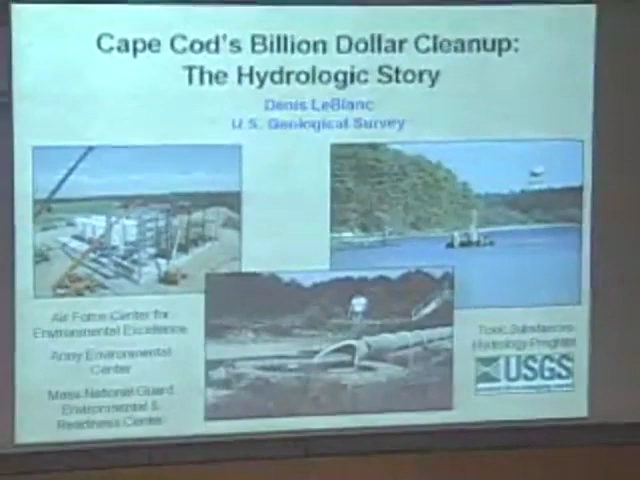 Cape Cod's Billion Dollar Cleanup:
The Hydrologic Story
Denis LeBlanc
U.S. Geological Survey
Air Force Center for
Environmental Excellence
Army Environmental
Center
Mass National Guard
Environmental &
Readiness Center
Toxic Substances
Hydrology Program
USGS